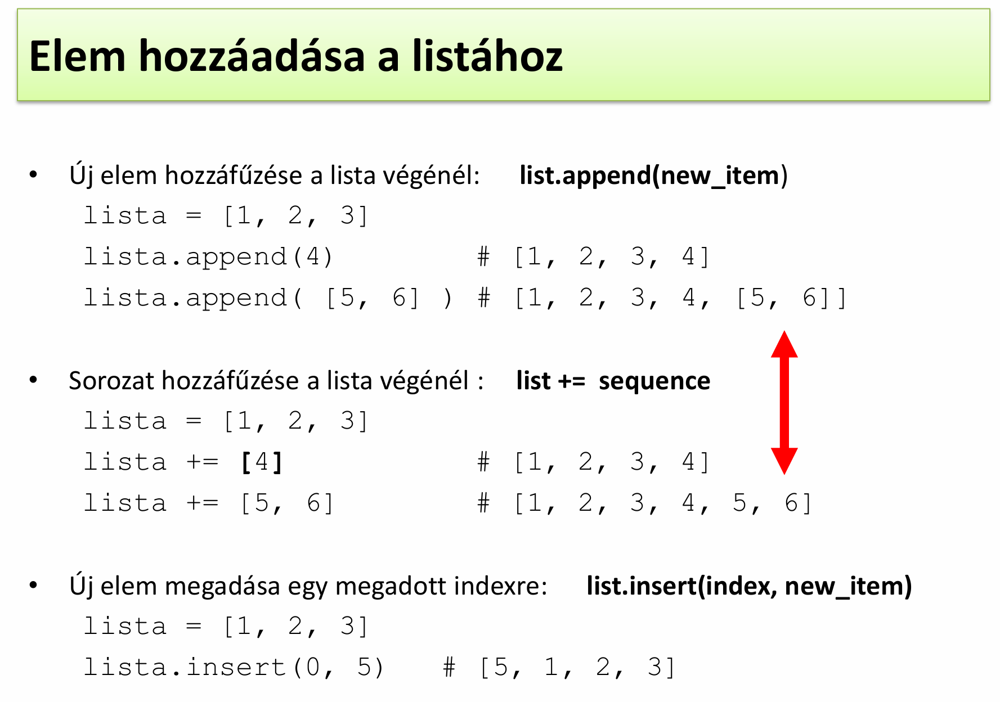 Elem hozzáadása a listához
• Új elem hozzáfűzése a lista végénél: list.append(new_item)
lista = [1, 2, 3]
lista.append(4) # [1, 2, 3, 4]
lista.append( [5, 6] ) # [1, 2, 3, 4, [5, 6]]
• Sorozat hozzáfűzése a lista végénél : list += sequence
lista = [1, 2, 3]
lista += [4] # [1, 2, 3, 4]
lista += [5, 6] # [1, 2, 3, 4, 5, 6]
• Új elem megadása egy megadott indexre: list.insert(index, new_item)
lista = [1, 2, 3]
lista.insert(0, 5) # [5, 1, 2, 3]